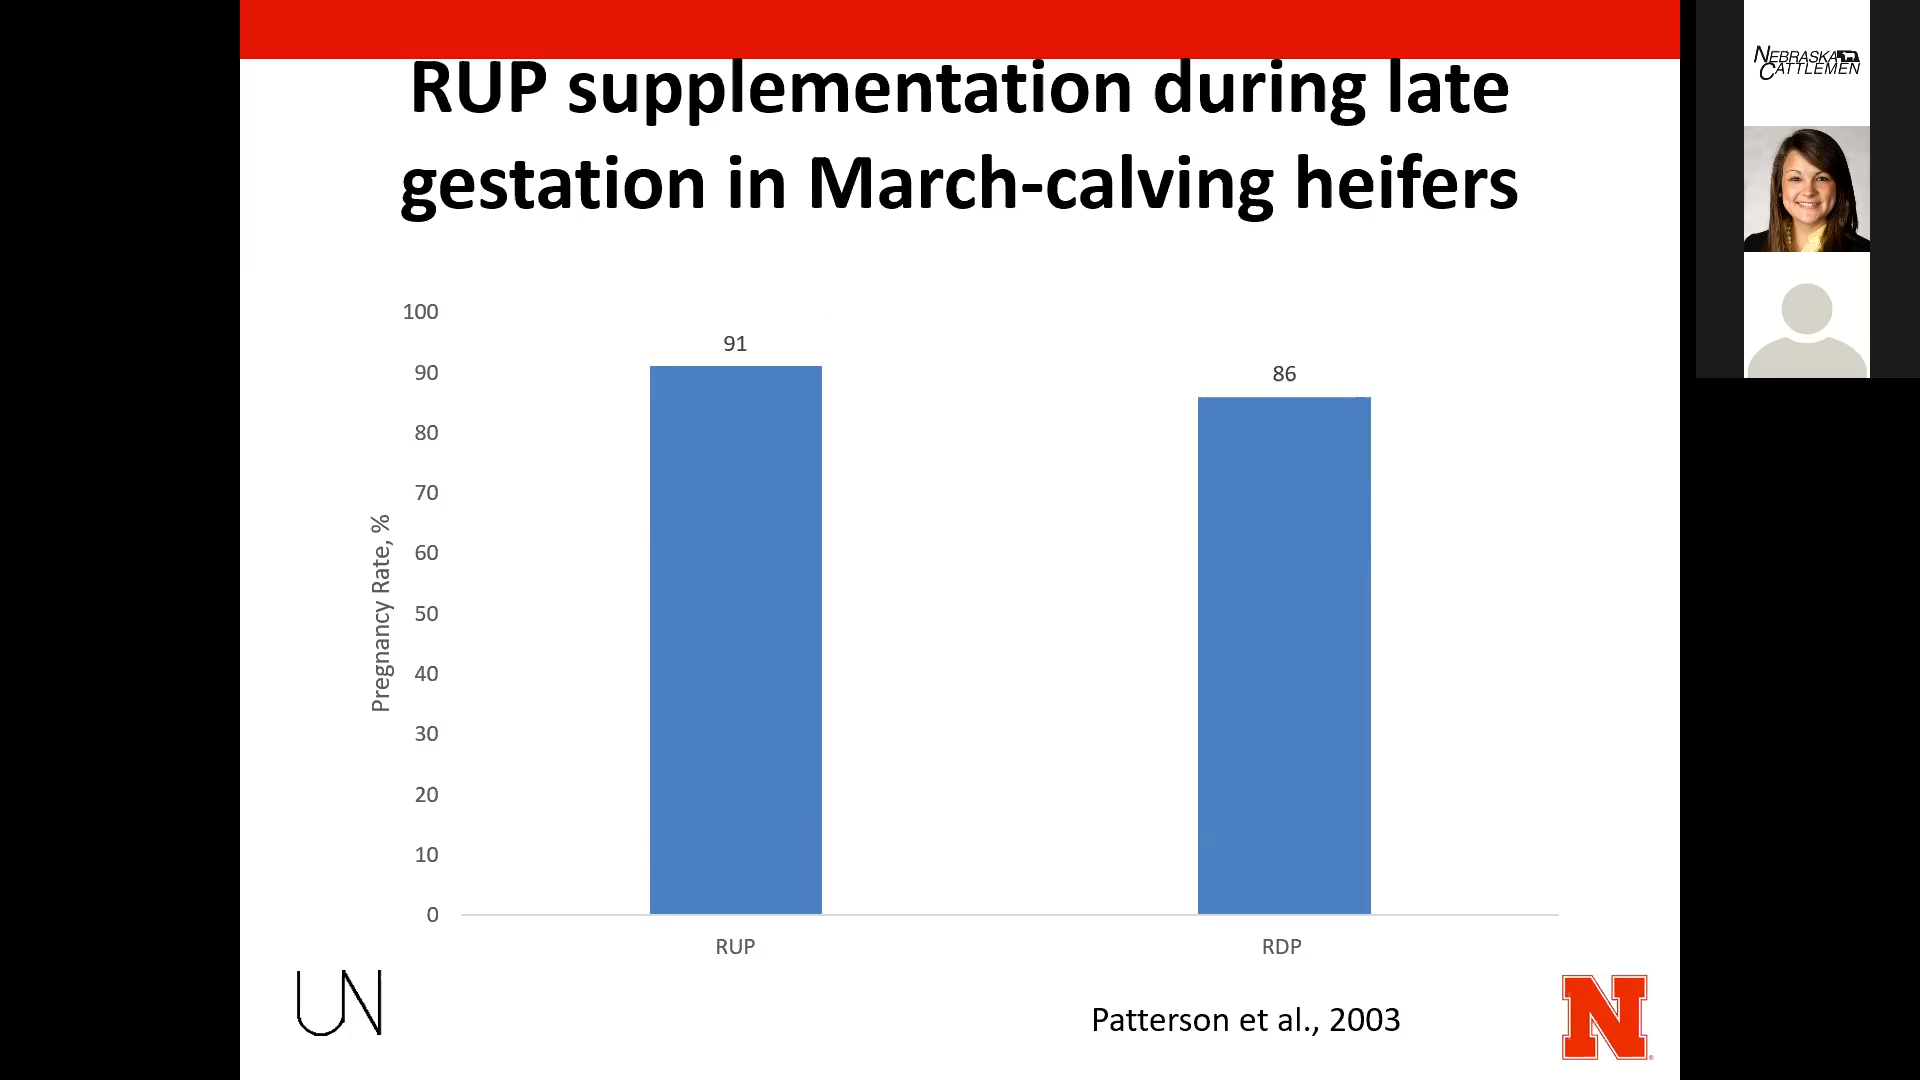 RUP supplementation during late
gestation in March-calving heifers
100
90
80
70
60
50
40
30
20
10
0
Pregnancy Rate, %
91
86
RUP
RDP
Patterson et al., 2003
UN
N
NEBRASKA
CATTLEMEN